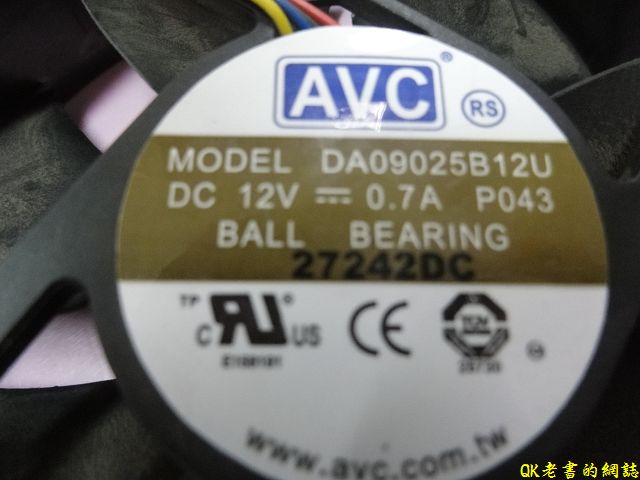 AVC®
RS
MODEL DA09025B12U
DC 12V 0.7A P043
BALL BEARING
27242DC
TP
C US
CE
www.avc.com.tw
QK老書的網誌